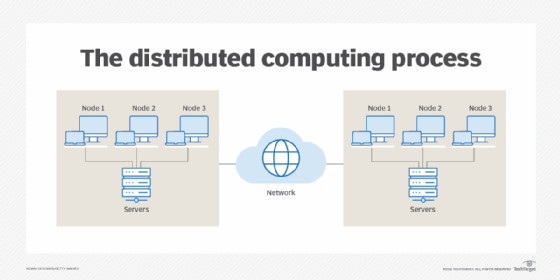 The distributed computing process
Node 1 Node 2 Node 3
Servers
Network
Node 1 Node 2 Node 3
Servers
TechTarget